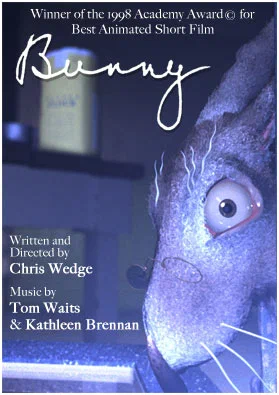 Winner of the 1998 Academy Award© for
Best Animated Short Film
Bunny
Written and
Directed by
Chris Wedge
Music by
Tom Waits
& Kathleen Brennan